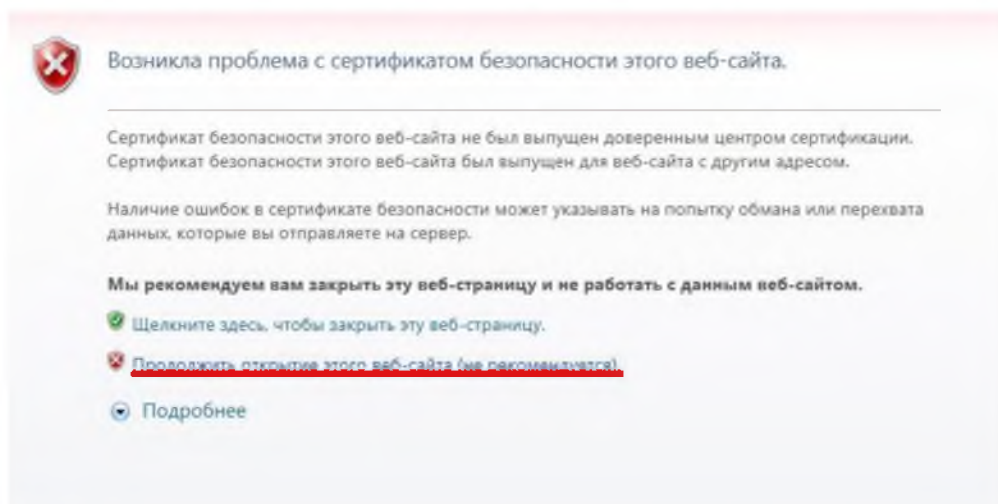 Возникла проблема с сертификатом безопасности этого веб-сайта.
Сертификат безопасности этого веб-сайта не был выпущен доверенным центром сертификации.
Сертификат безопасности этого веб-сайта был выпущен для веб-сайта с другим адресом.
Наличие ошибок в сертификате безопасности может указывать на попытку обмана или перехвата
данных, которые вы отправляете на сервер.
Мы рекомендуем вам закрыть эту веб-страницу и не работать с данным веб-сайтом.
Щелкните здесь, чтобы закрыть эту веб-страницу.
Продолжить открытие этого веб-сайта (не рекомендуется).
Подробнее